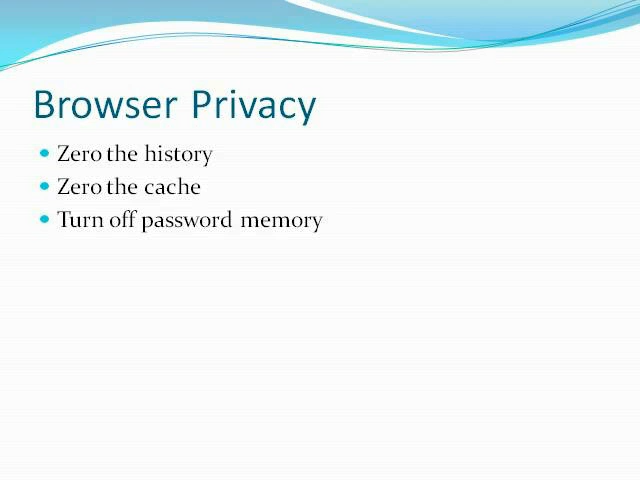 Browser Privacy
Zero the history
Zero the cache
Turn off password memory